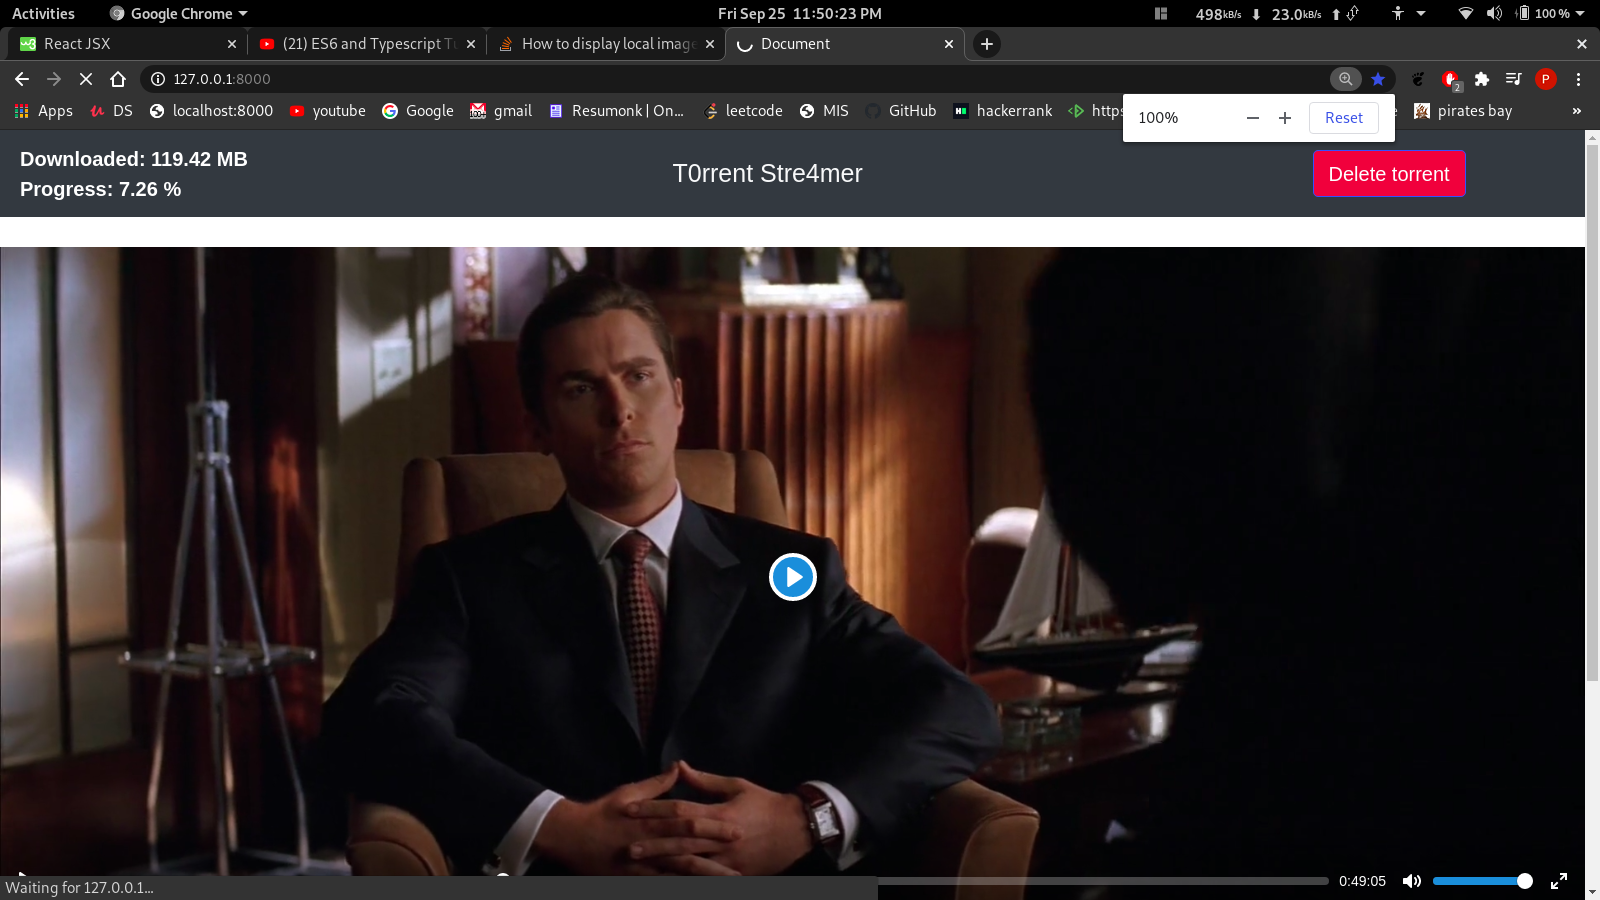 Activities Google Chrome Fri Sep 25 11:50:23 PM 498kB/s 23.0kB/s 100 %
React JSX (21) ES6 and Typescript Tu How to display local image Document
127.0.0.1:8000 2 P
Apps DS localhost:8000 youtube Google gmail Resumonk | On... leetcode MIS GitHub hackerrank https pirates bay »
100% Reset
Downloaded: 119.42 MB
Progress: 7.26 %
T0rrent Stre4mer
Delete torrent
0:49:05
Waiting for 127.0.0.1...